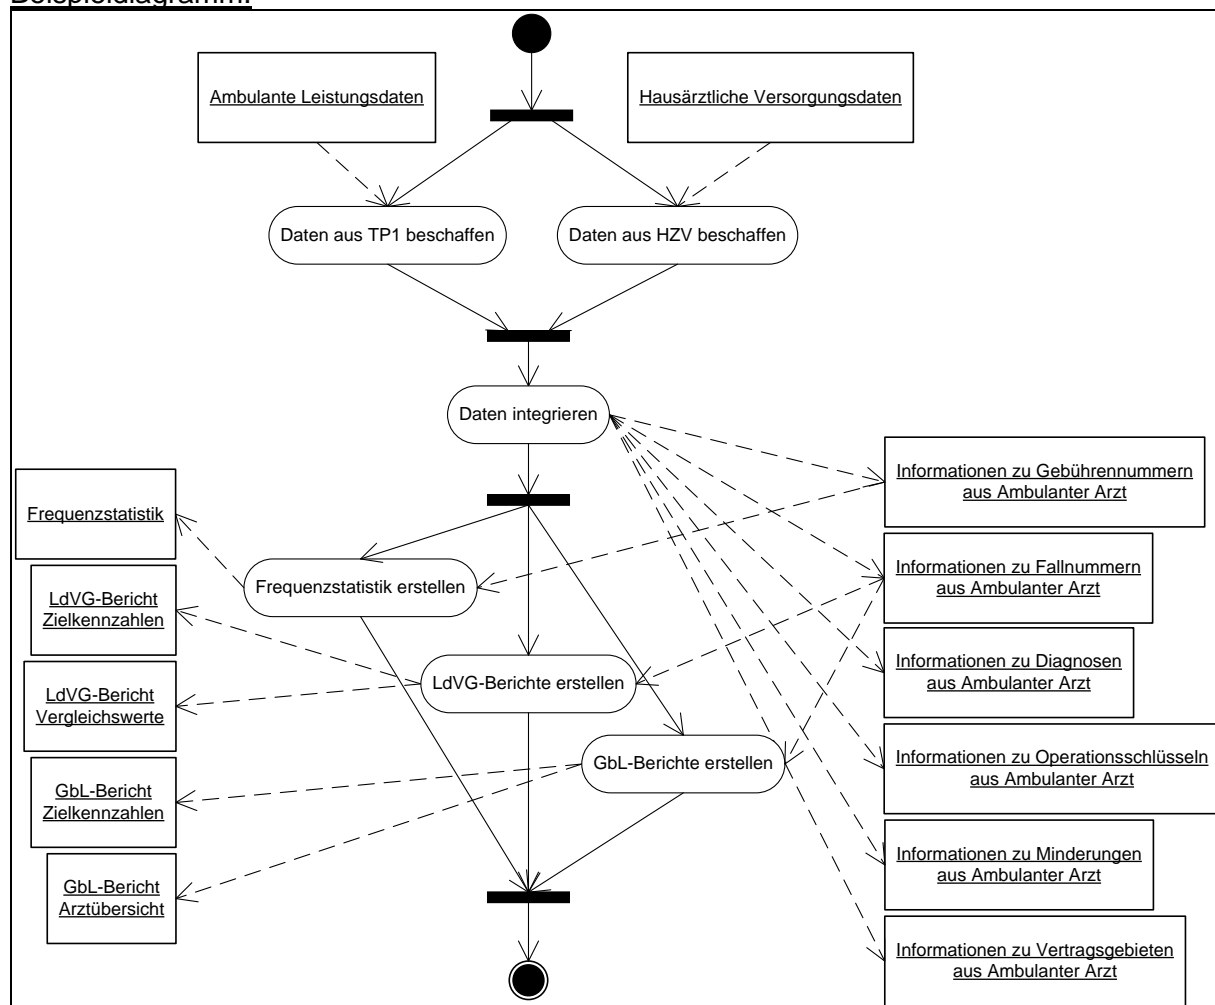 Beispieldiagramm:
Ambulante Leistungsdaten
Hausärztliche Versorgungsdaten
Daten aus TP1 beschaffen
Daten aus HZV beschaffen
Daten integrieren
Informationen zu Gebührennummern
aus Ambulanter Arzt
Frequenzstatistik
Informationen zu Fallnummern
aus Ambulanter Arzt
Frequenzstatistik erstellen
LdVG-Bericht
Zielkennzahlen
Informationen zu Diagnosen
aus Ambulanter Arzt
LdVG-Berichte erstellen
LdVG-Bericht
Vergleichswerte
Informationen zu Operationsschlüsseln
aus Ambulanter Arzt
GbL-Berichte erstellen
GbL-Bericht
Zielkennzahlen
Informationen zu Minderungen
aus Ambulanter Arzt
GbL-Bericht
Arztübersicht
Informationen zu Vertragsgebieten
aus Ambulanter Arzt